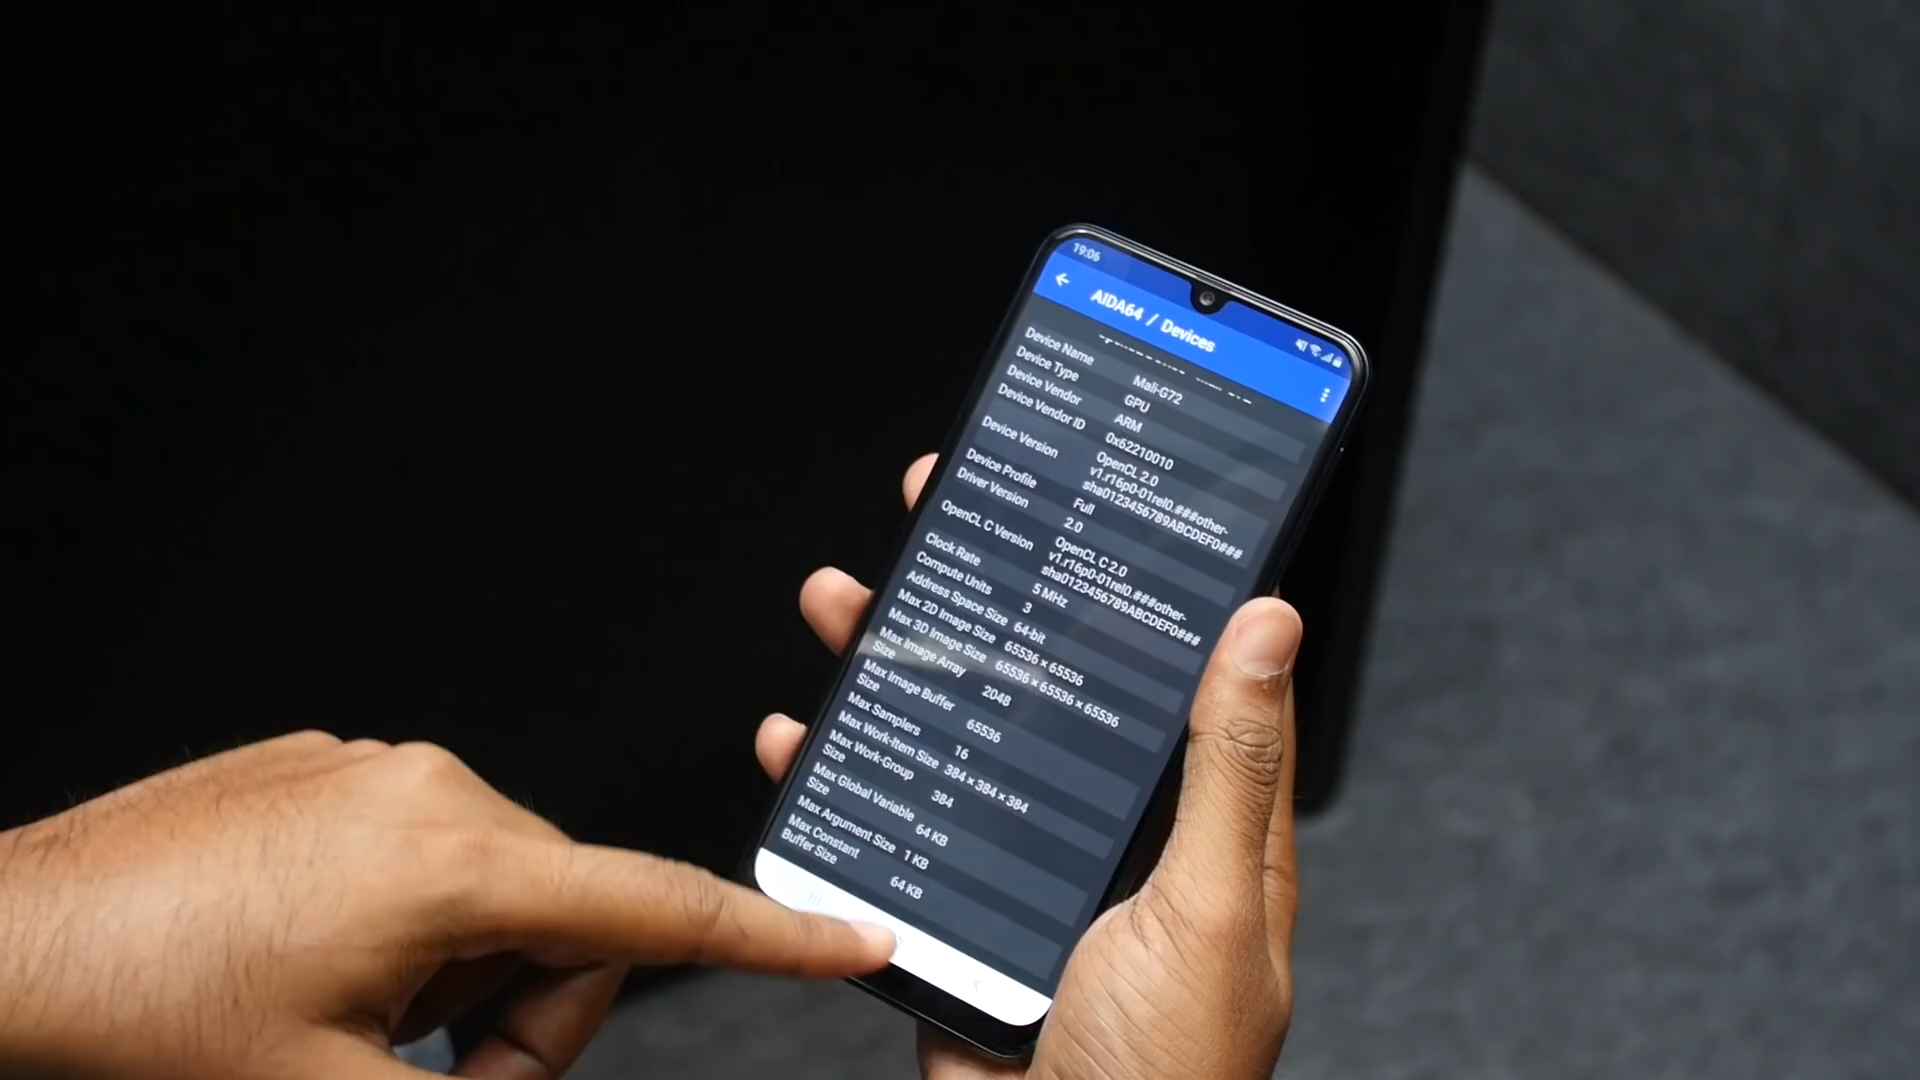 19:06
AIDA64 / Devices
Device Name Mali-G72
Device Type GPU
Device Vendor ARM
Device Vendor ID 0x62210010
Device Version OpenCL 2.0
v1.r16p0-01rel0.###other-
sha0123456789ABCDEF0###
Device Profile Full
Driver Version 2.0
OpenCL C Version OpenCL C 2.0
v1.r16p0-01rel0.###other-
sha0123456789ABCDEF0###
Clock Rate 5 MHz
Compute Units 3
Address Space Size 64-bit
Max 2D Image Size 65536 × 65536
Max 3D Image Size 65536 × 65536 × 65536
Max Image Array
Size 2048
Max Image Buffer
Size 65536
Max Samplers 16
Max Work-Item Size 384 × 384 × 384
Max Work-Group
Size 384
Max Global Variable
Size 64 KB
Max Argument Size 1 KB
Max Constant
Buffer Size 64 KB